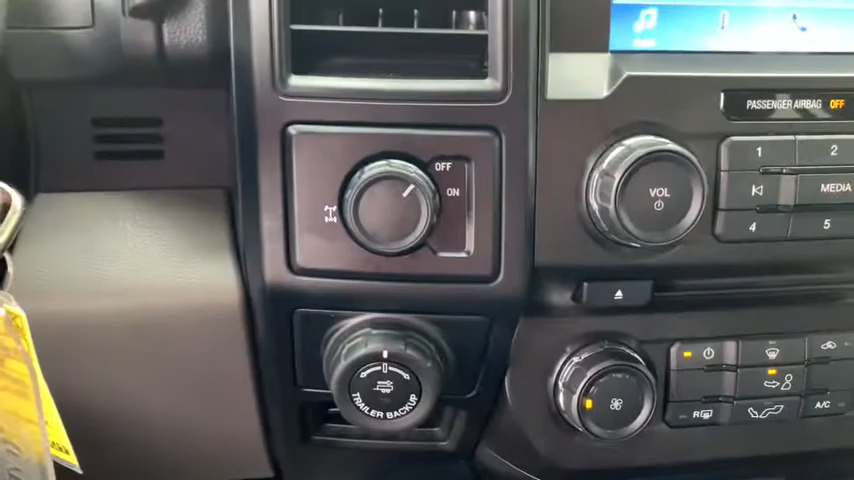 PASSENGER AIRBAG OFF
OFF
ON
VOL
1
2
MEDIA
4
5
TRAILER BACKUP
A/C